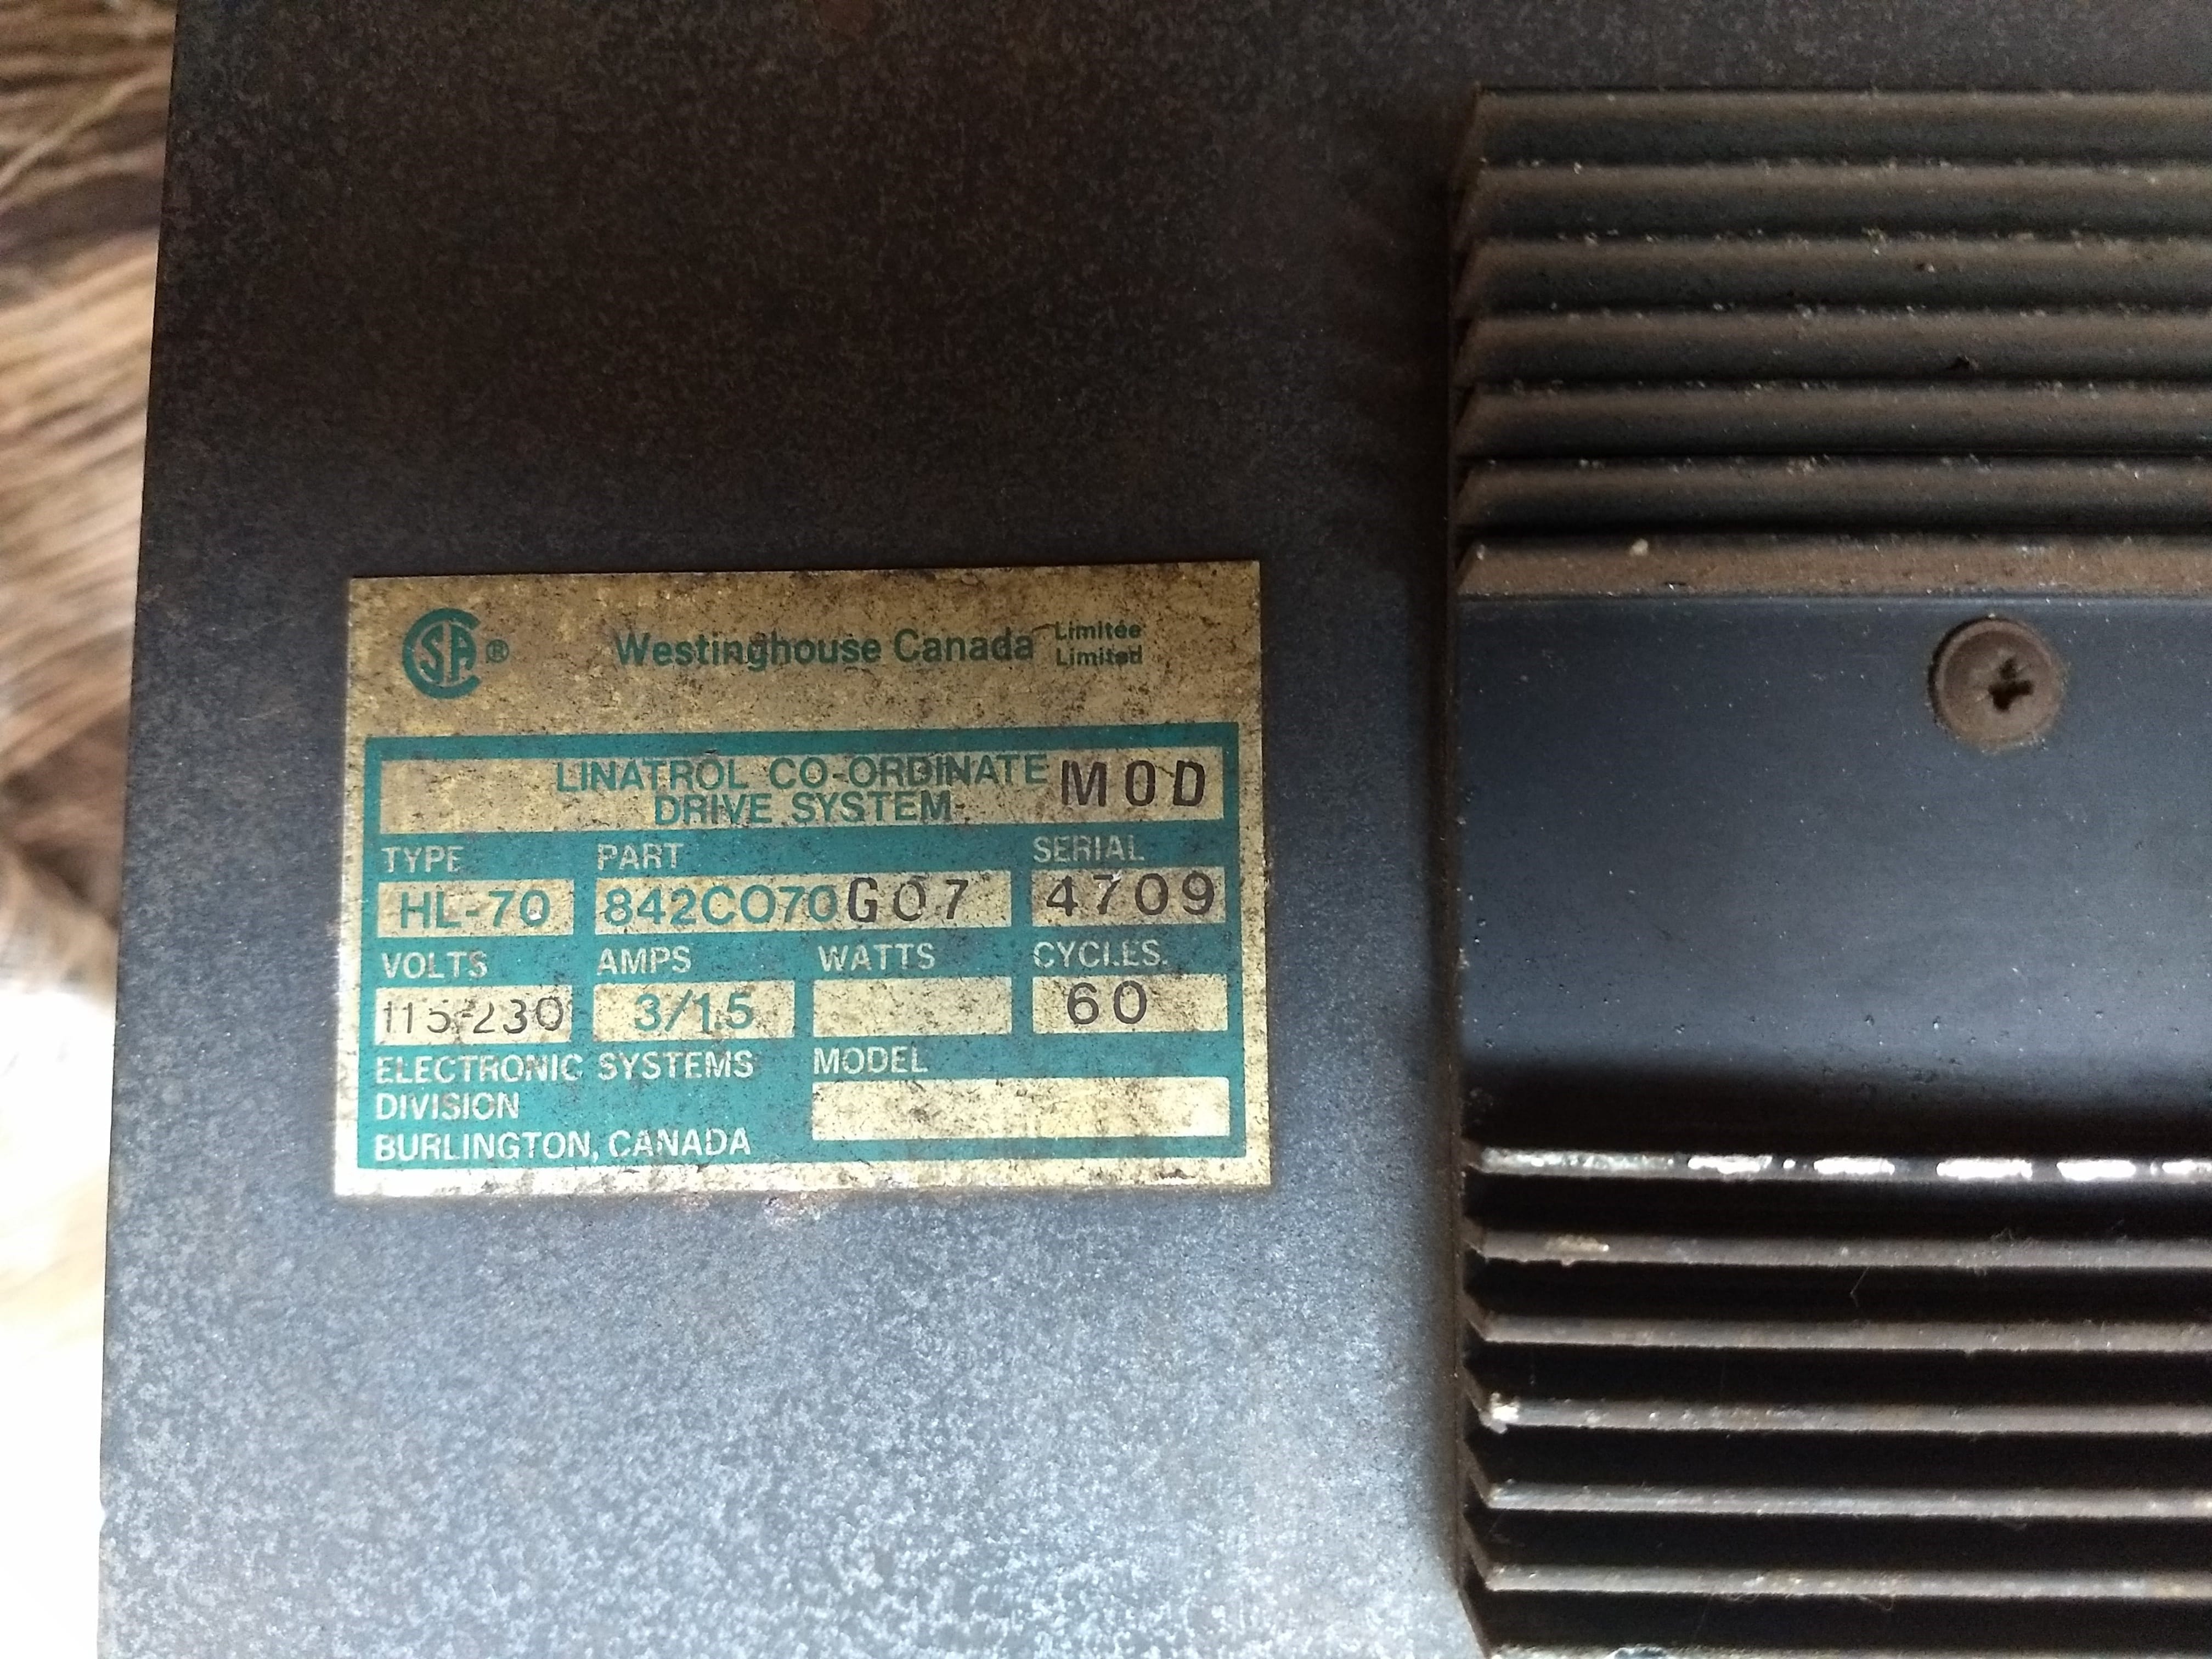 CSA®
Westinghouse Canada Limitée Limited
LINATROL CO-ORDINATE MOD
DRIVE SYSTEM-
TYPE PART SERIAL
HL-70 842CO70G07 4709
VOLTS AMPS WATTS CYCLES.
115/230 3/1.5 60
ELECTRONIC SYSTEMS MODEL
DIVISION
BURLINGTON, CANADA